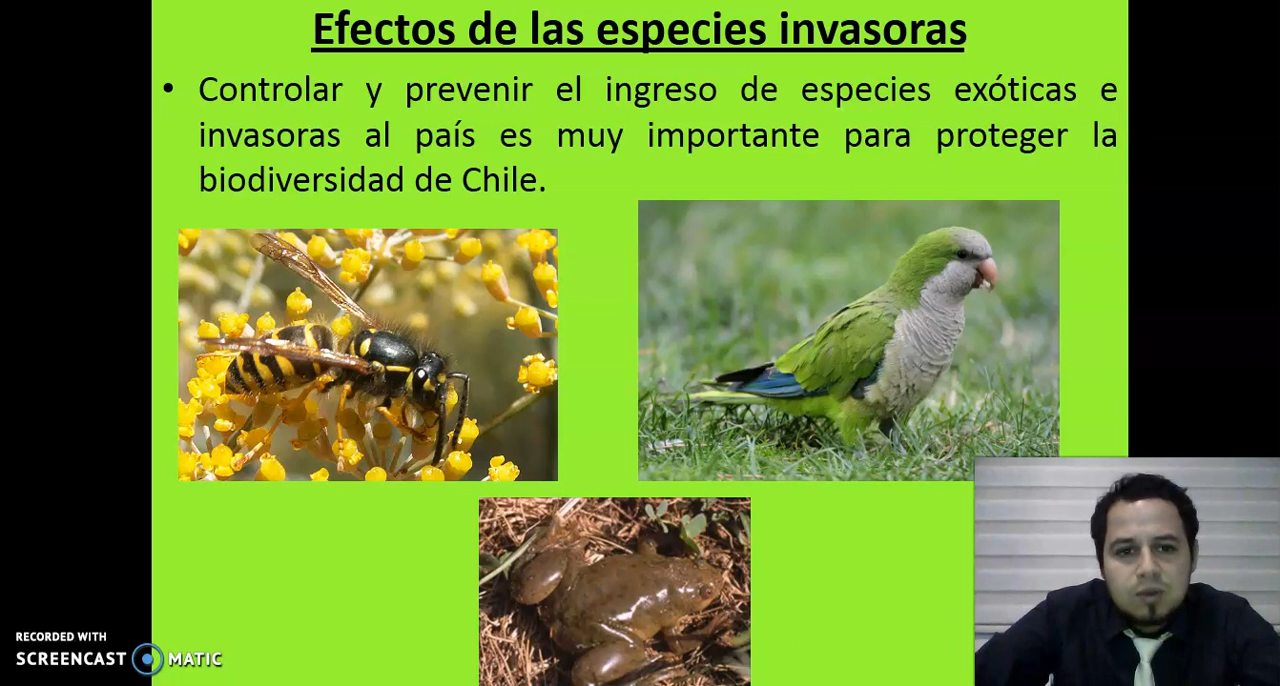 Efectos de las especies invasoras
• Controlar y prevenir el ingreso de especies exóticas e
invasoras al país es muy importante para proteger la
biodiversidad de Chile.
RECORDED WITH
SCREENCAST MATIC